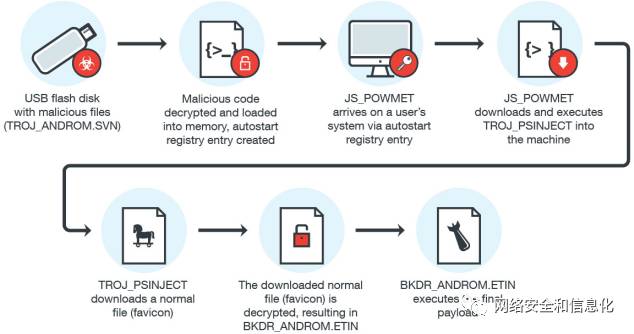 {>_}
{>}
USB flash disk
with malicious files
(TROJ_ANDROM.SVN)
Malicious code
decrypted and loaded
into memory, autostart
registry entry created
JS_POWMET
arrives on a user's
system via autostart
registry entry
JS_POWMET
downloads and executes
TROJ_PSINJECT into
the machine
TROJ_PSINJECT
downloads a normal
file (favicon)
The downloaded normal
file (favicon) is
decrypted, resulting in
BKDR_ANDROM.ETIN
BKDR_ANDROM.ETIN
executes final
payload
网络安全和信息化